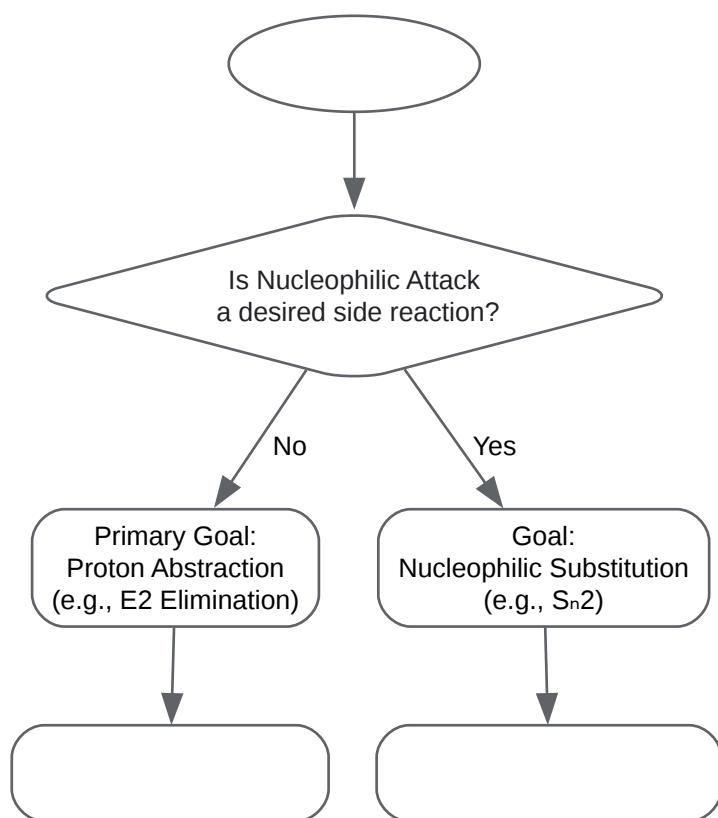 Is Nucleophilic Attack
a desired side reaction?
No
Yes
Primary Goal:
Proton Abstraction
(e.g., E2 Elimination)
Goal:
Nucleophilic Substitution
(e.g., Sₙ2)